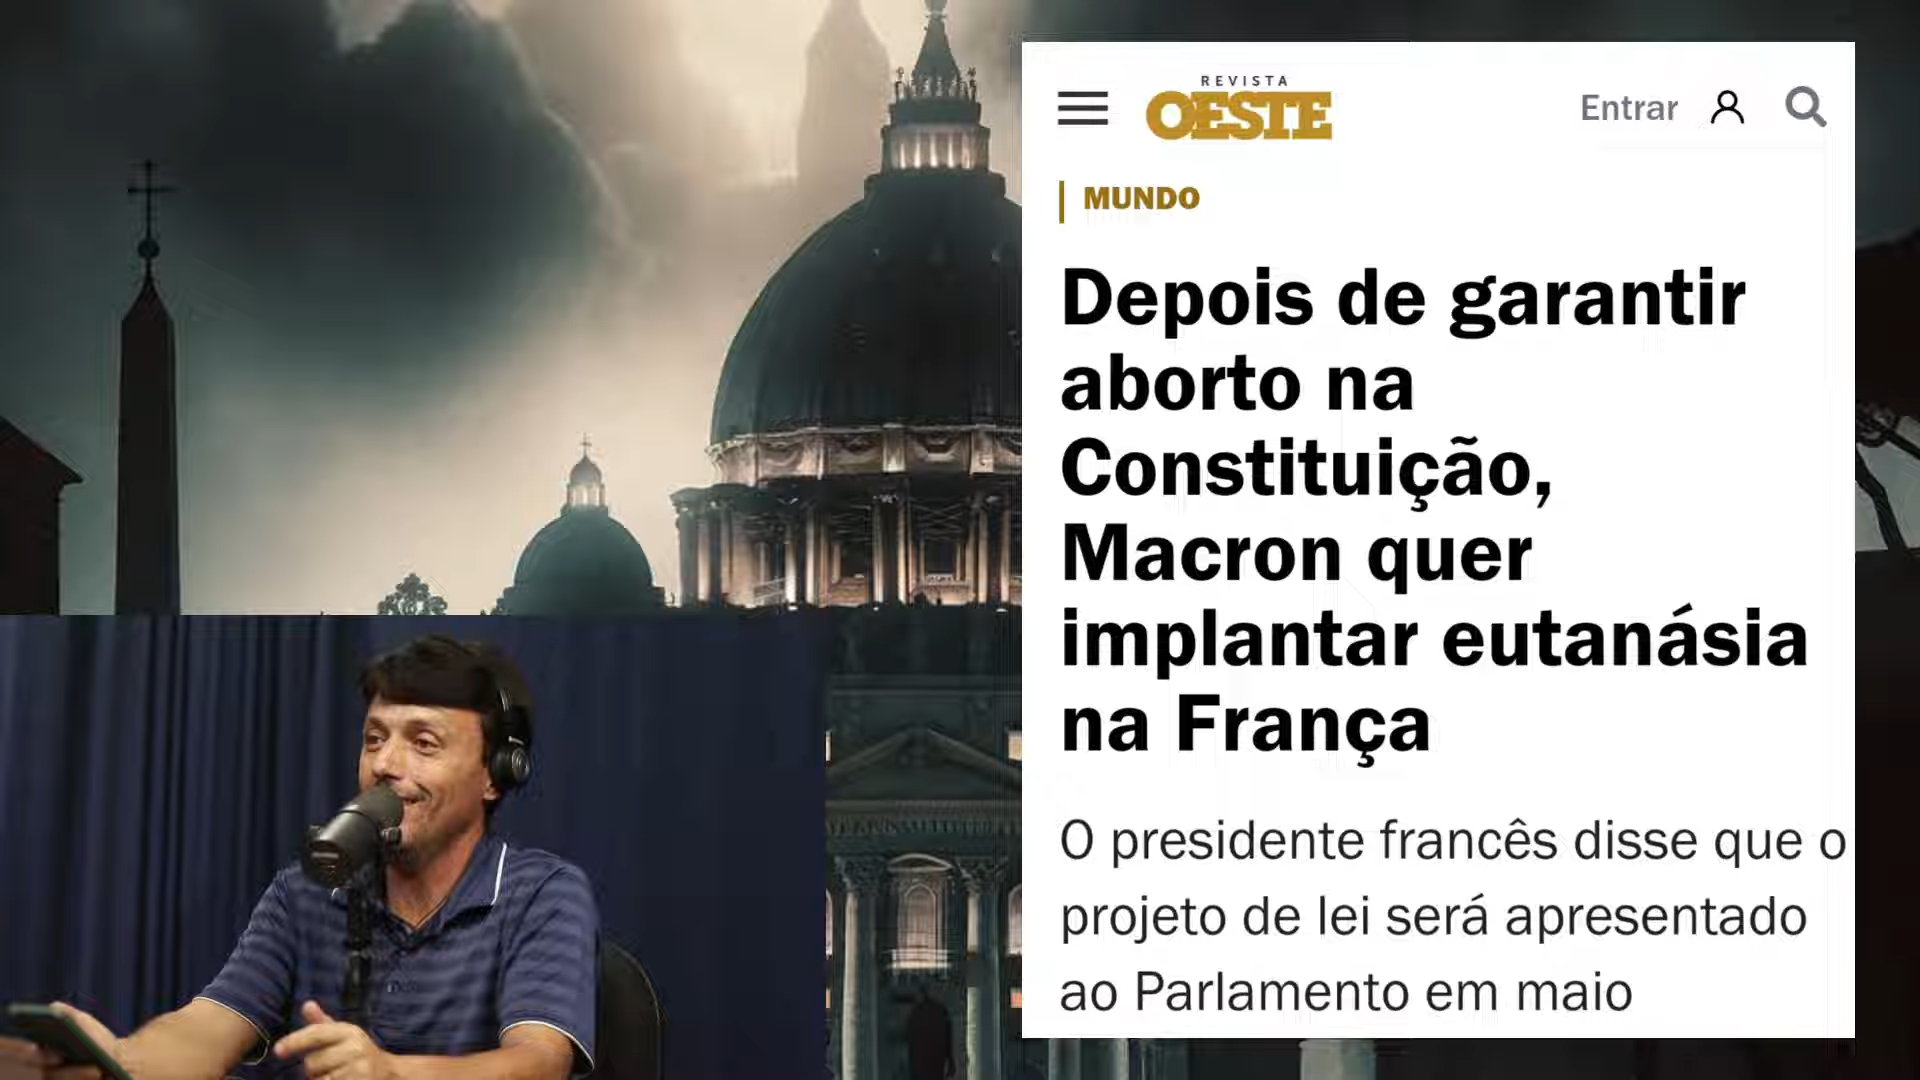 REVISTA
OESTE
Entrar
MUNDO
Depois de garantir
aborto na
Constituição,
Macron quer
implantar eutanásia
na França
O presidente francês disse que o
projeto de lei será apresentado
ao Parlamento em maio